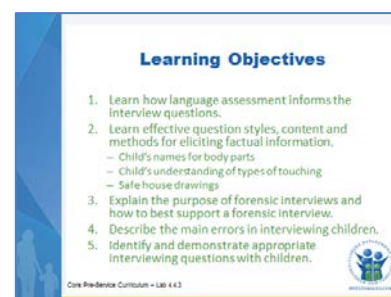 Learning Objectives
1. Learn how language assessment informs the
interview questions.
2. Learn effective question styles, content and
methods for eliciting factual information.
– Child's names for body parts
– Child's understanding of types of touching
– Safe house drawings
3. Explain the purpose of forensic interviews and
how to best support a forensic interview.
4. Describe the main errors in interviewing children.
5. Identify and demonstrate appropriate
interviewing questions with children.
Core Pre-Service Curriculum – Lab 4.4.3